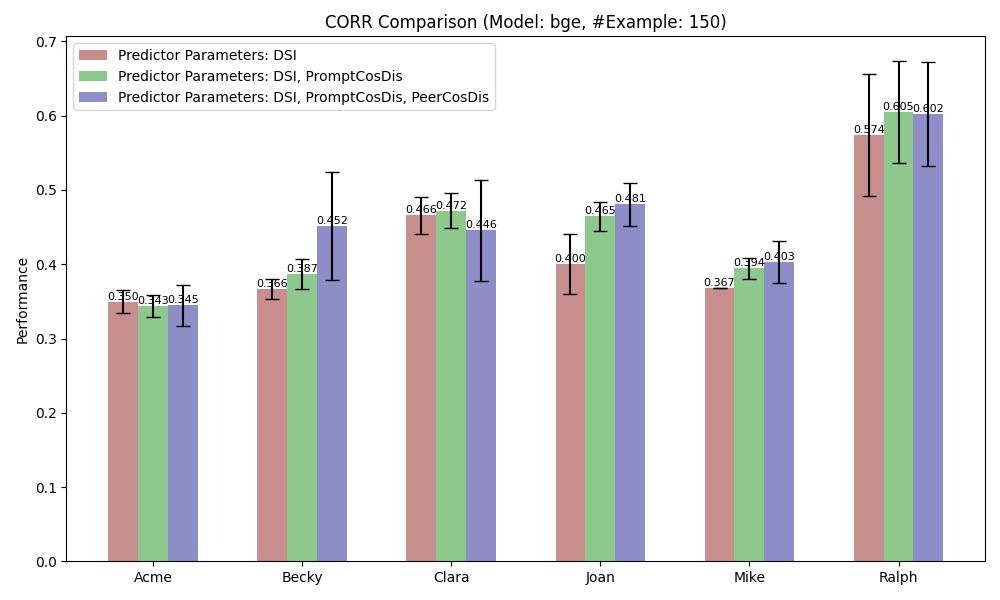 CORR Comparison (Model: bge, #Example: 150)
Predictor Parameters: DSI
Predictor Parameters: DSI, PromptCosDis
Predictor Parameters: DSI, PromptCosDis, PeerCosDis
Performance
0.7
0.6
0.5
0.4
0.3
0.2
0.1
0.0
0.350
0.343
0.345
0.366
0.387
0.452
0.466
0.472
0.446
0.400
0.465
0.481
0.367
0.394
0.403
0.574
0.605
0.602
Acme
Becky
Clara
Joan
Mike
Ralph